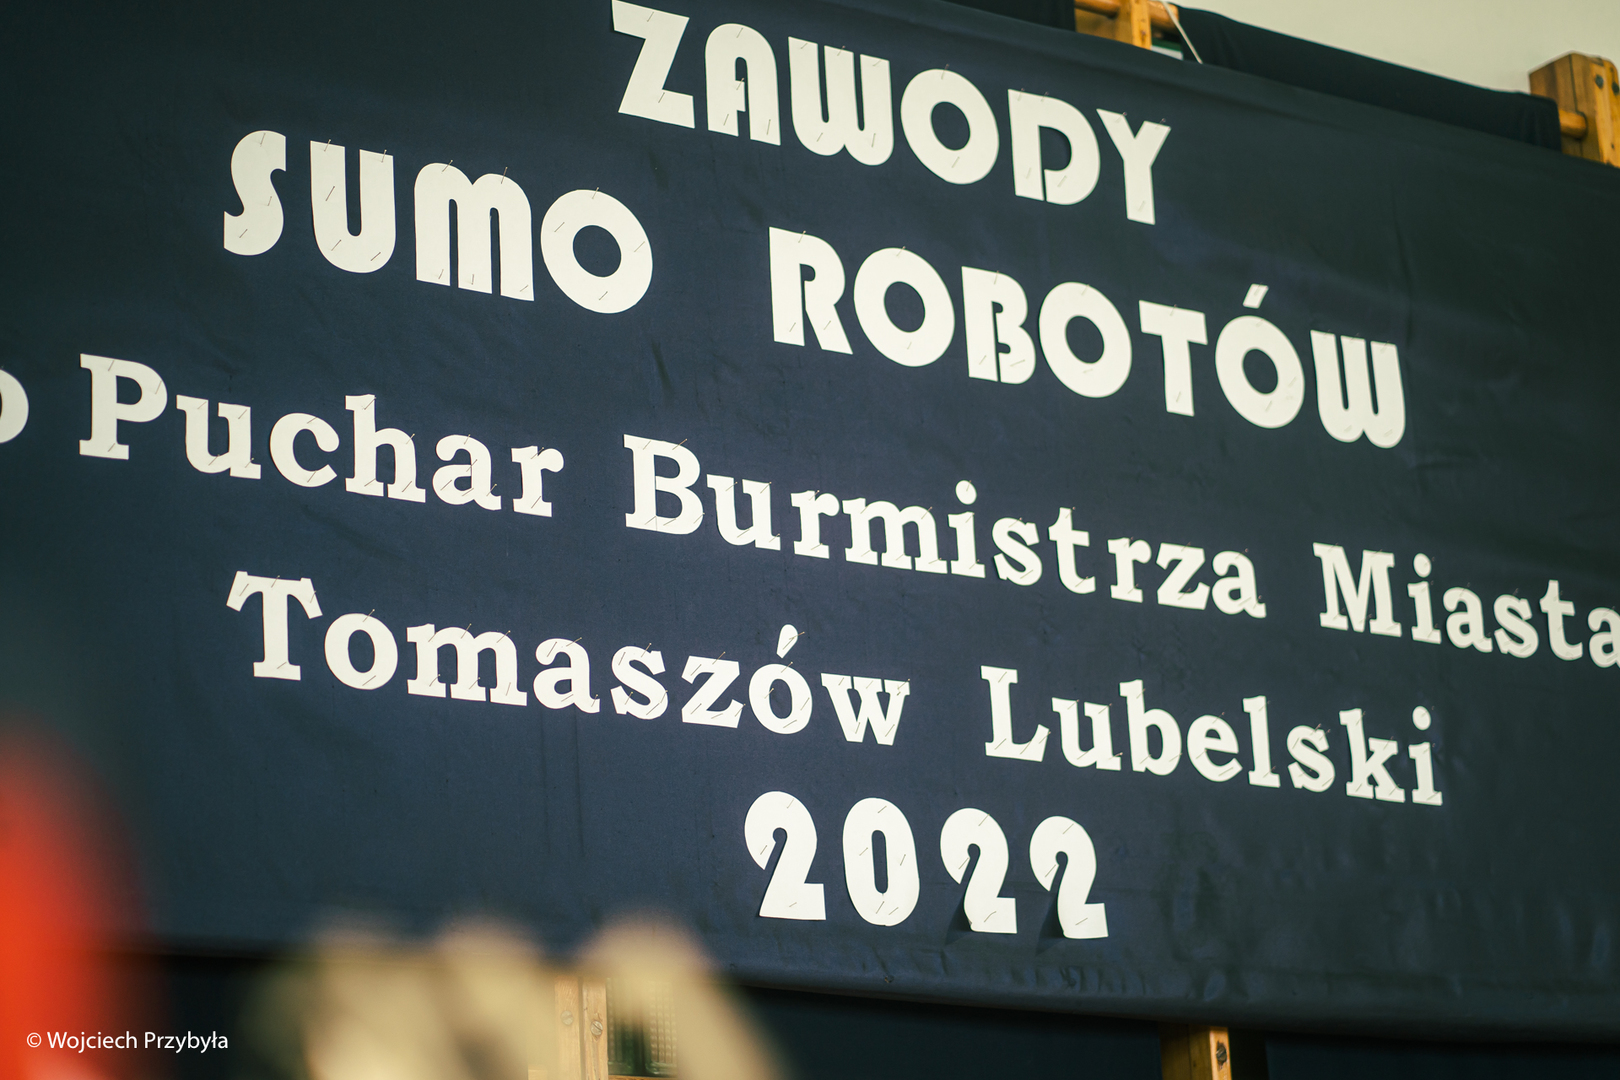 ZAWODY
SUMO ROBOTÓW
o Puchar Burmistrza Miasta
Tomaszów Lubelski
2022
© Wojciech Przybyła